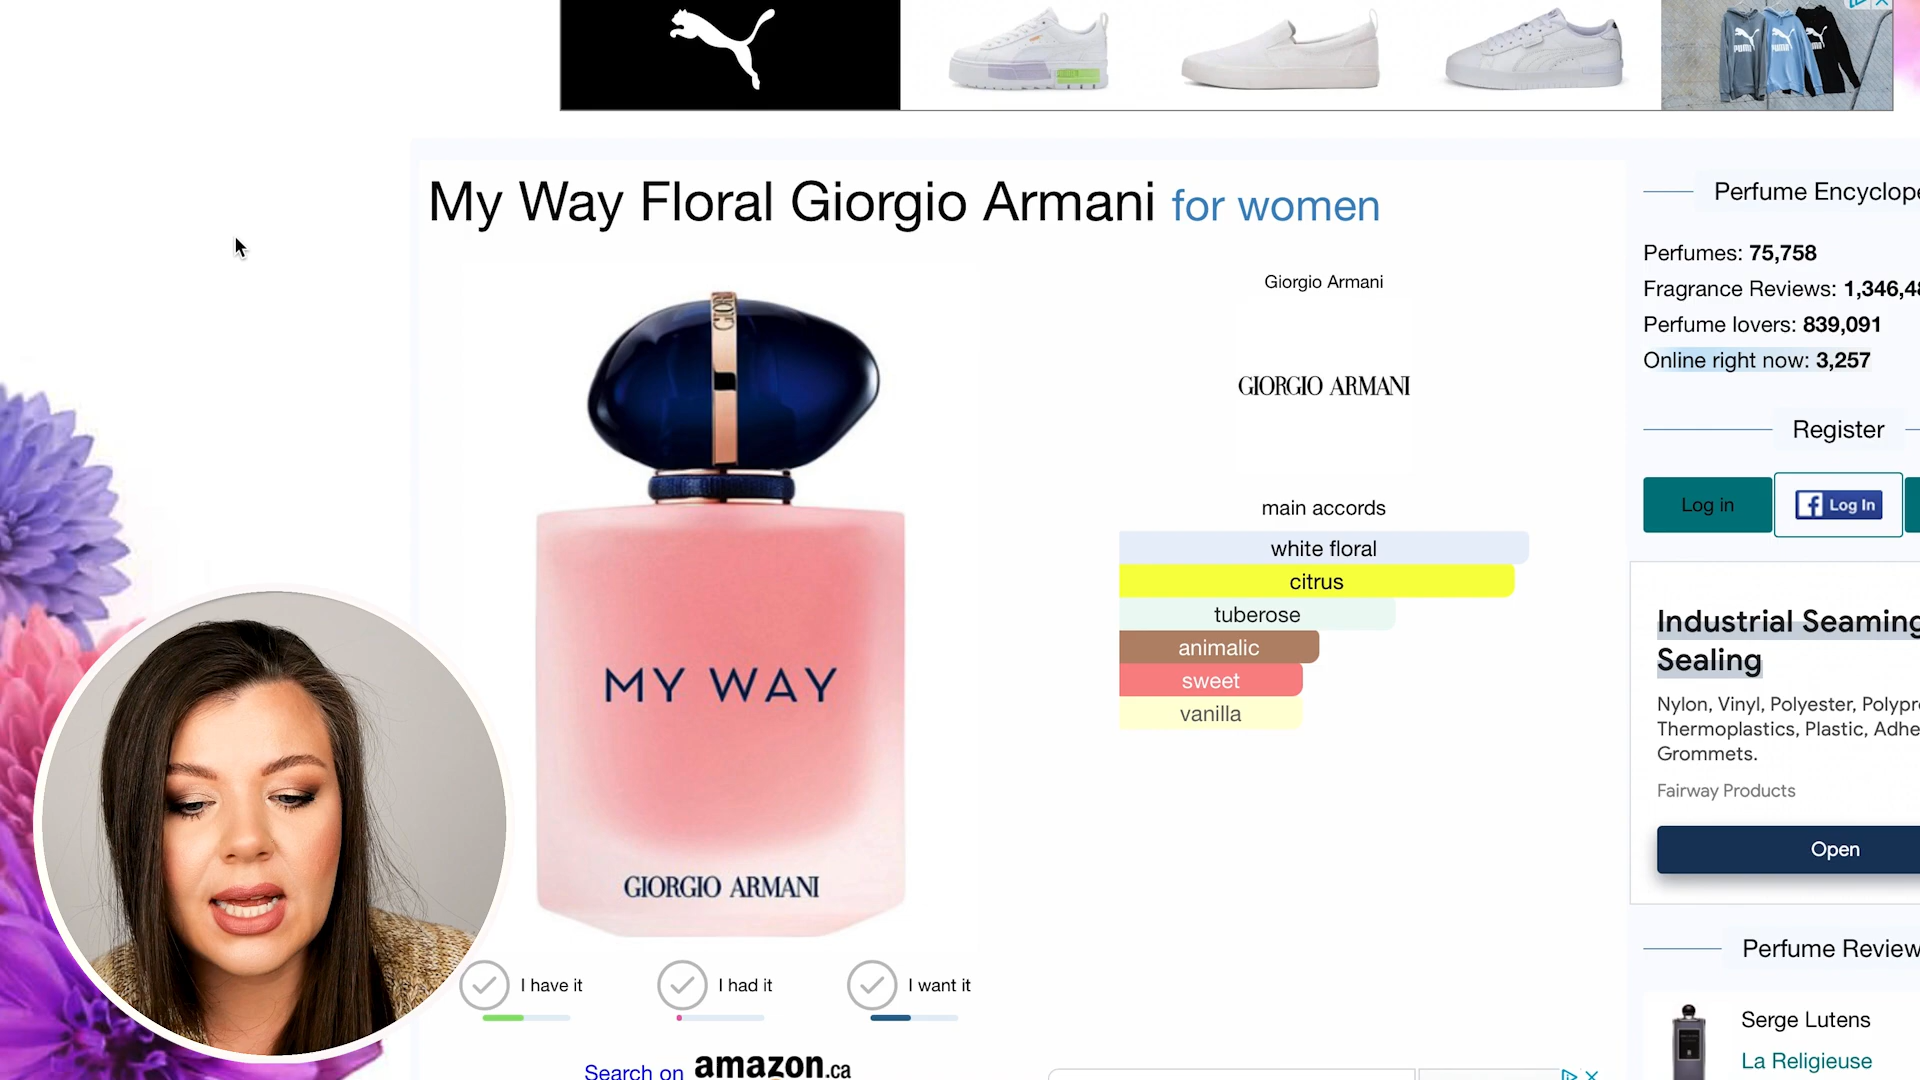 My Way Floral Giorgio Armani for women
Giorgio Armani
GIORGIO ARMANI
main accords
white floral
citrus
tuberose
animalic
sweet
vanilla
MY WAY
GIORGIO ARMANI
I have it
I had it
I want it
Search on amazon.ca
Perfume Encyclope
Perfumes: 75,758
Fragrance Reviews: 1,346,48
Perfume lovers: 839,091
Online right now: 3,257
Register
Log in
Log In
Industrial Seaming
Sealing
Nylon, Vinyl, Polyester, Polypro
Thermoplastics, Plastic, Adhe
Grommets.
Fairway Products
Open
Perfume Review
Serge Lutens
La Religieuse